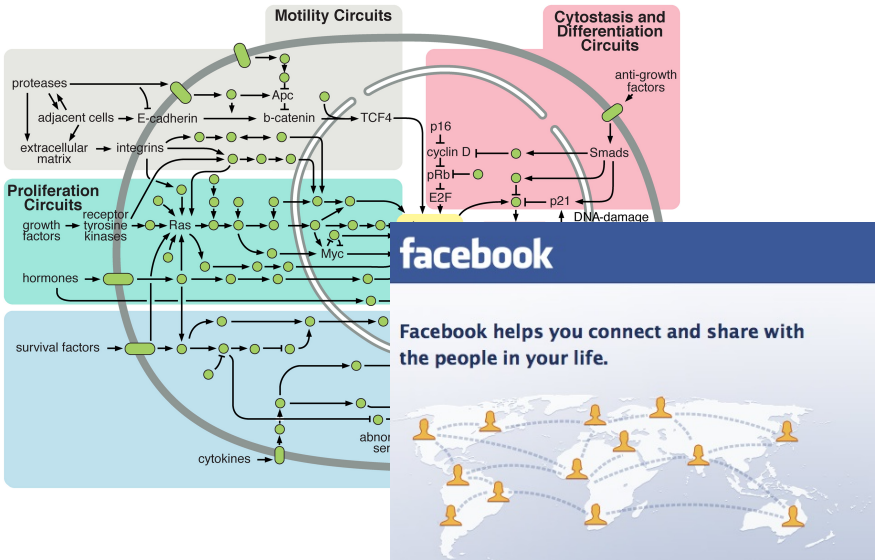 Motility Circuits
Cytostasis and
Differentiation
Circuits
anti-growth
factors
proteases
Apc
adjacent cells
E-cadherin
b-catenin
TCF4
extracellular
matrix
integrins
p16
cyclin D
Smads
pRb
E2F
p21
DNA-damage
Proliferation
Circuits
growth
factors
receptor
tyrosine
kinases
Ras
Myc
hormones
survival factors
abnor
ser
cytokines
facebook
Facebook helps you connect and share with
the people in your life.